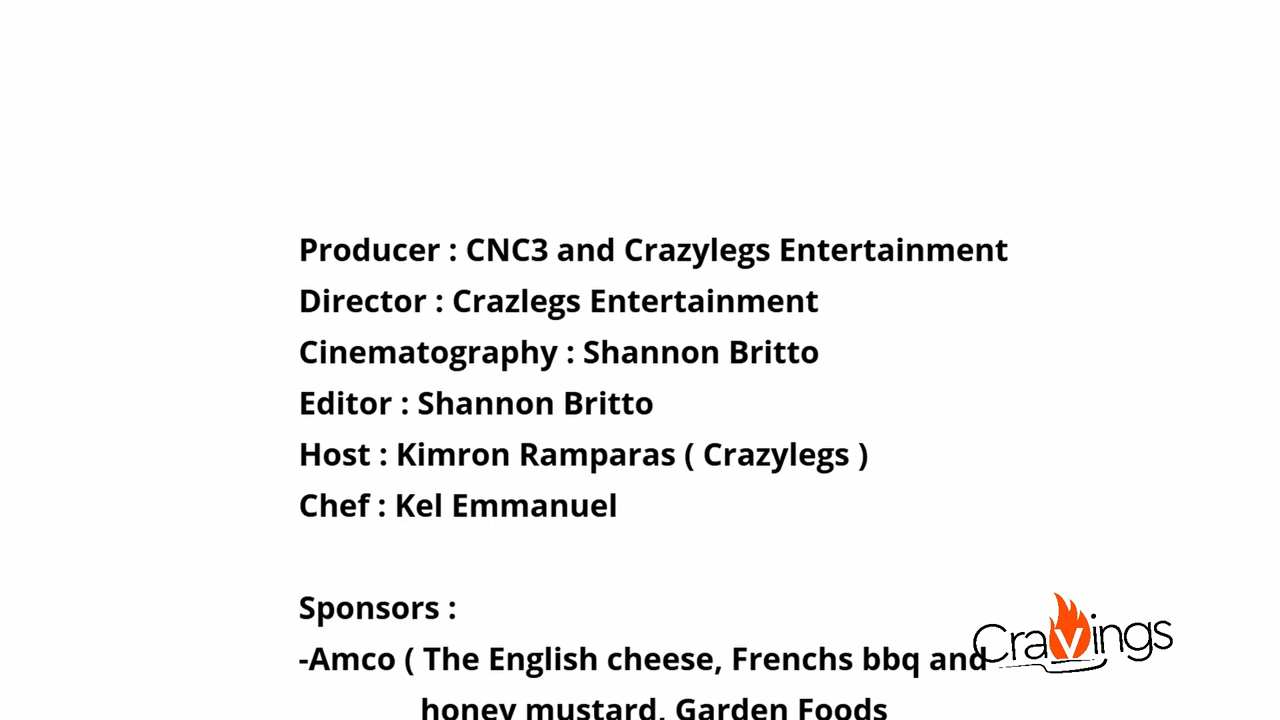 Producer : CNC3 and Crazylegs Entertainment
Director : Crazlegs Entertainment
Cinematography : Shannon Britto
Editor : Shannon Britto
Host : Kimron Ramparas ( Crazylegs )
Chef : Kel Emmanuel
Sponsors :
-Amco ( The English cheese, Frenchs bbq and
honey mustard, Garden Foods
Cravings